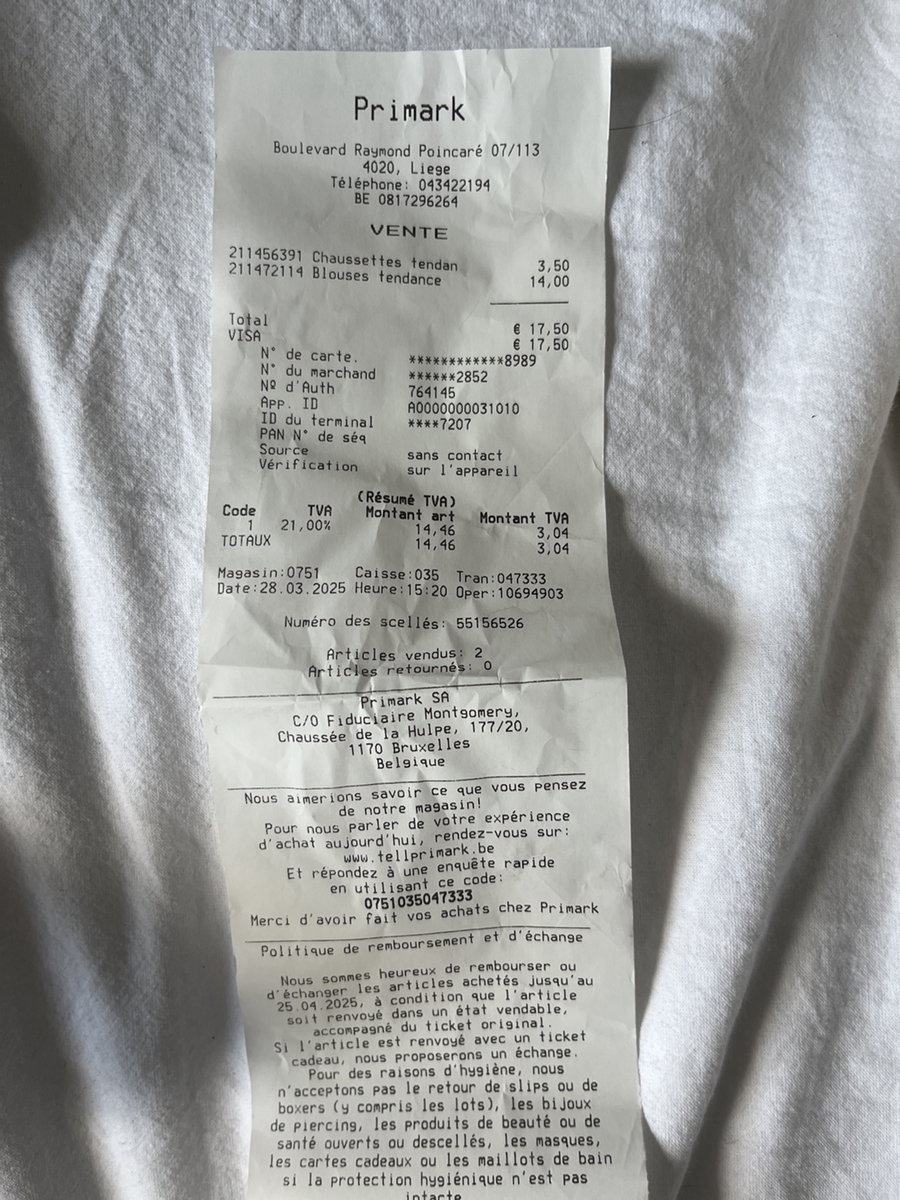 Primark
Boulevard Raymond Poincaré 07/113
4020, Liege
Téléphone: 043422194
BE 0817296264
VENTE
211456391 Chaussettes tendan 3,50
211472114 Blouses tendance 14,00
Total € 17,50
VISA € 17,50
N° de carte. ************8989
N° du marchand ******2852
Nº d'Auth 764145
App. ID A0000000031010
ID du terminal ****7207
PAN N° de séq
Source sans contact
Vérification sur l'appareil
(Résumé TVA)
Code TVA Montant art Montant TVA
1 21,00% 14,46 3,04
TOTAUX 14,46 3,04
Magasin:0751 Caisse:035 Tran:047333
Date:28.03.2025 Heure:15:20 Oper:10694903
Numéro des scellés: 55156526
Articles vendus: 2
Articles retournés: 0
Primark SA
C/O Fiduciaire Montgomery,
Chaussée de la Hulpe, 177/20,
1170 Bruxelles
Belgique
Nous aimerions savoir ce que vous pensez
de notre magasin!
Pour nous parler de votre expérience
d'achat aujourd'hui, rendez-vous sur:
www.tellprimark.be
Et répondez à une enquête rapide
en utilisant ce code:
0751035047333
Merci d'avoir fait vos achats chez Primark
Politique de remboursement et d'échange
Nous sommes heureux de rembourser ou
d'échanger les articles achetés jusqu'au
25.04.2025, à condition que l'article
soit renvoyé dans un état vendable,
accompagné du ticket original.
Si l'article est renvoyé avec un ticket
cadeau, nous proposerons un échange.
Pour des raisons d'hygiène, nous
n'acceptons pas le retour de slips ou de
boxers (y compris les lots), les bijoux
de piercing, les produits de beauté ou de
santé ouverts ou descellés, les masques,
les cartes cadeaux ou les maillots de bain
si la protection hygiénique n'est pas
intacte